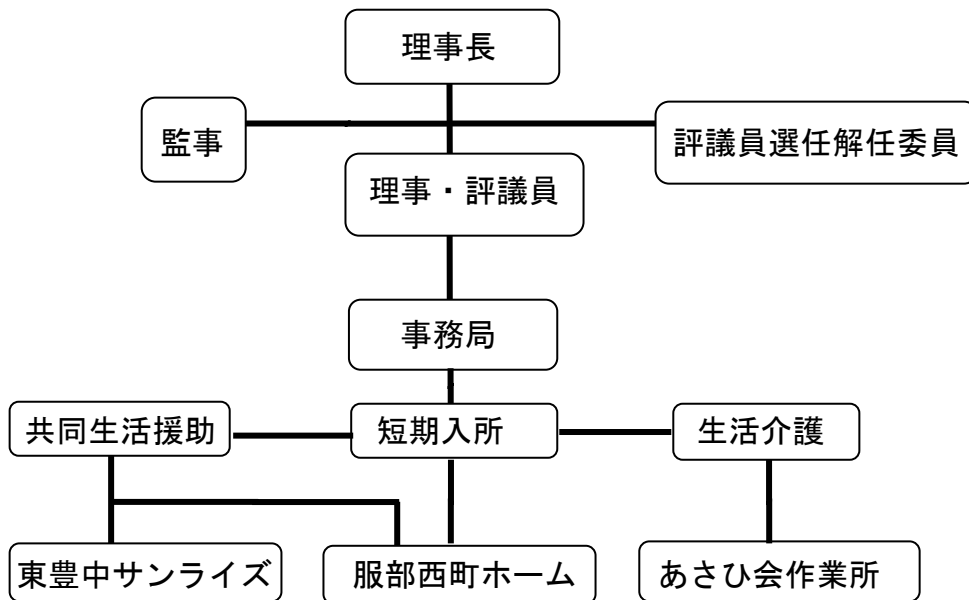 理事長
監事
評議員選任解任委員
理事・評議員
事務局
共同生活援助
短期入所
生活介護
東豊中サンライズ
服部西町ホーム
あさひ会作業所